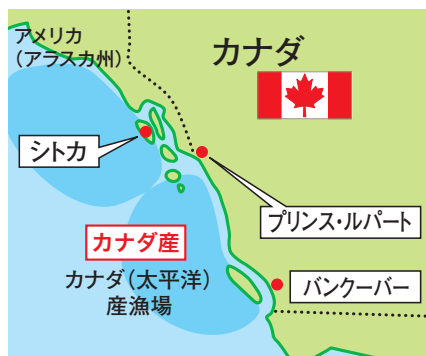 アメリカ
（アラスカ州）
カナダ
シトカ
プリンス・ルパート
カナダ産
カナダ（太平洋）
産漁場
バンクーバー